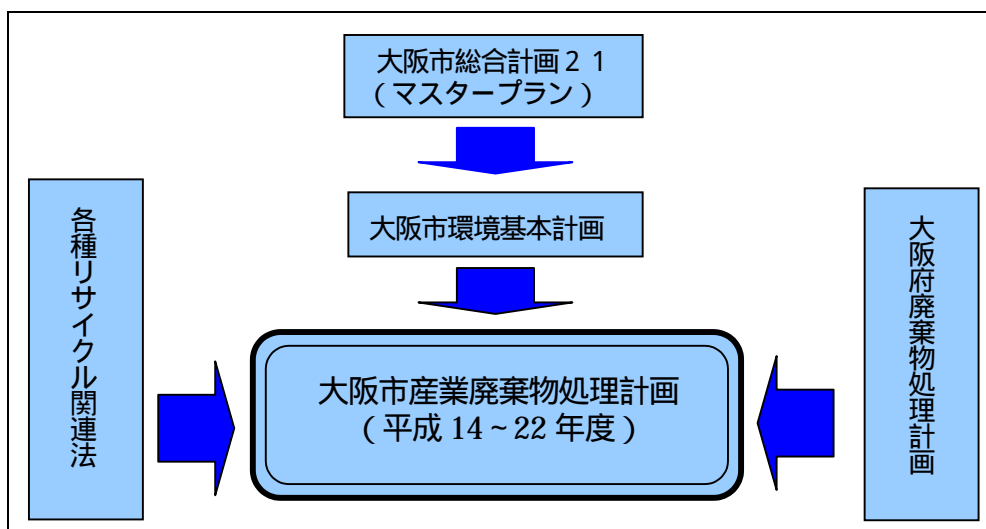 大阪市総合計画２１
（マスタープラン）
大阪市環境基本計画
各種リサイクル関連法
大阪府廃棄物処理計画
大阪市産業廃棄物処理計画
（平成 14～22 年度）